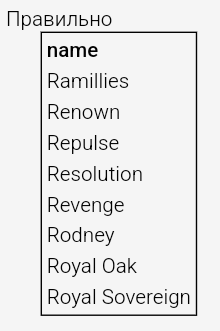 Правильно
name
Ramillies
Renown
Repulse
Resolution
Revenge
Rodney
Royal Oak
Royal Sovereign